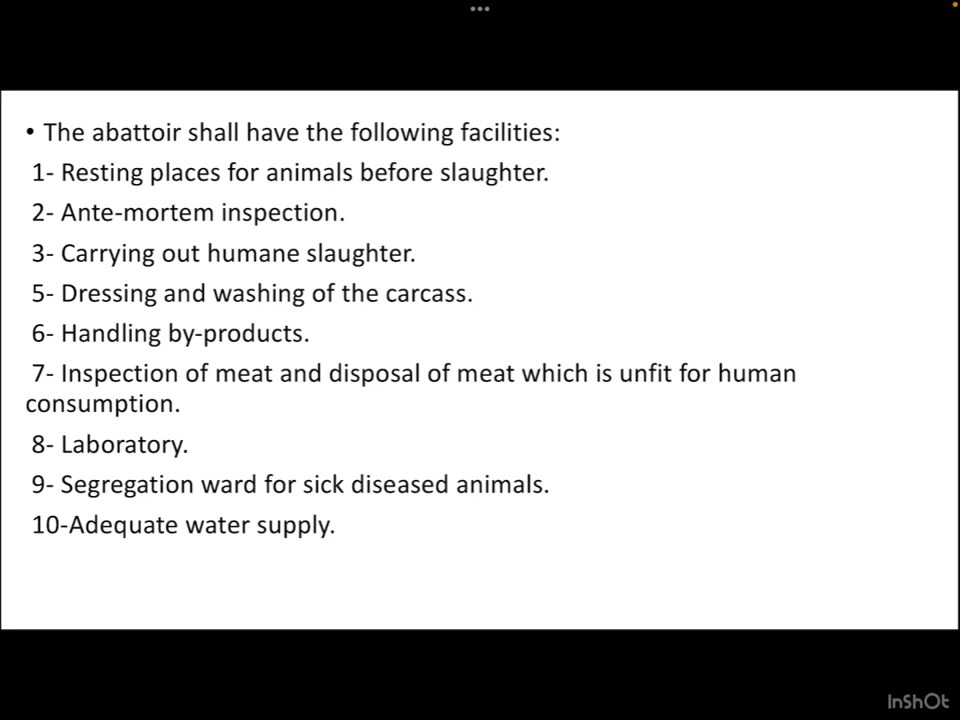 • The abattoir shall have the following facilities:
1- Resting places for animals before slaughter.
2- Ante-mortem inspection.
3- Carrying out humane slaughter.
5- Dressing and washing of the carcass.
6- Handling by-products.
7- Inspection of meat and disposal of meat which is unfit for human
consumption.
8- Laboratory.
9- Segregation ward for sick diseased animals.
10-Adequate water supply.
InShOt